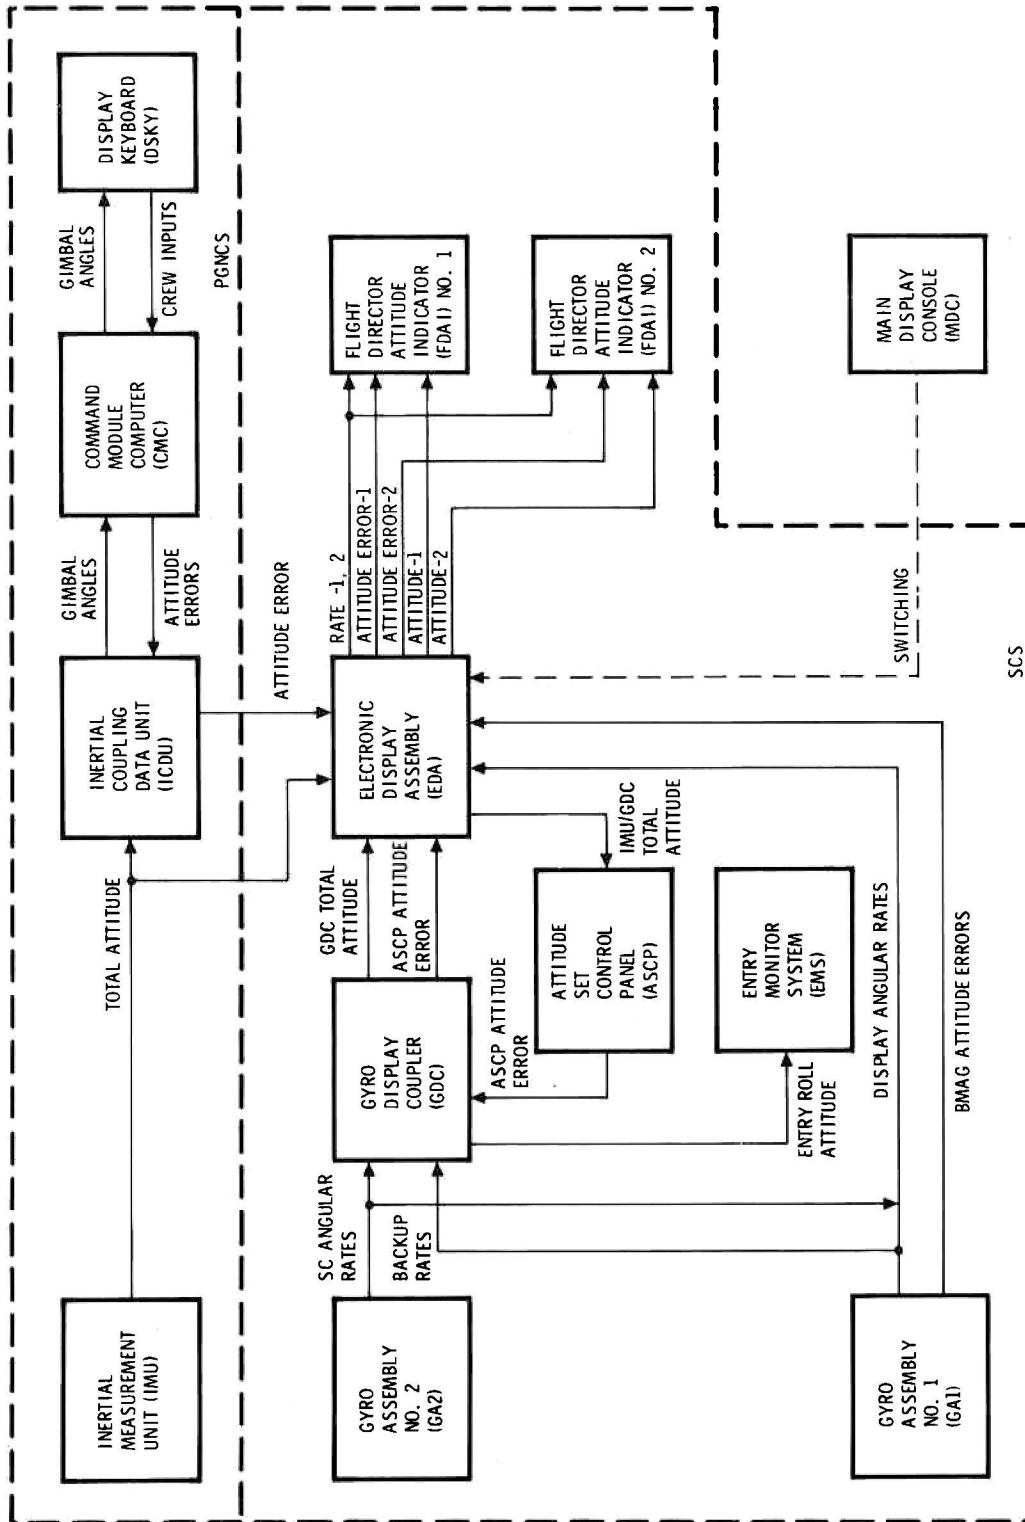 INERTIAL
MEASUREMENT
UNIT (IMU)
TOTAL ATTITUDE
INERTIAL
COUPLING
DATA UNIT
(ICDU)
GIMBAL
ANGLES
ATTITUDE
ERRORS
COMMAND
MODULE
COMPUTER
(CMC)
GIMBAL
ANGLES
CREW INPUTS
DISPLAY
KEYBOARD
(DSKY)
PGNCS
ATTITUDE ERROR
GYRO
ASSEMBLY
NO. 2
(GA2)
SC ANGULAR
RATES
BACKUP
RATES
GYRO
DISPLAY
COUPLER
(GDC)
GDC TOTAL
ATTITUDE
ASCP ATTITUDE
ERROR
ELECTRONIC
DISPLAY
ASSEMBLY
(EDA)
RATE -1, 2
ATTITUDE ERROR-1
ATTITUDE ERROR-2
ATTITUDE-1
ATTITUDE-2
FLIGHT
DIRECTOR
ATTITUDE
INDICATOR
(FDAI) NO. 1
FLIGHT
DIRECTOR
ATTITUDE
INDICATOR
(FDAI) NO. 2
ASCP ATTITUDE
ERROR
ATTITUDE
SET
CONTROL
PANEL
(ASCP)
IMU/GDC
TOTAL
ATTITUDE
ENTRY ROLL
ATTITUDE
ENTRY
MONITOR
SYSTEM
(EMS)
DISPLAY ANGULAR RATES
BMAG ATTITUDE ERRORS
GYRO
ASSEMBLY
NO. 1
(GA1)
SWITCHING
MAIN
DISPLAY
CONSOLE
(MDC)
SCS